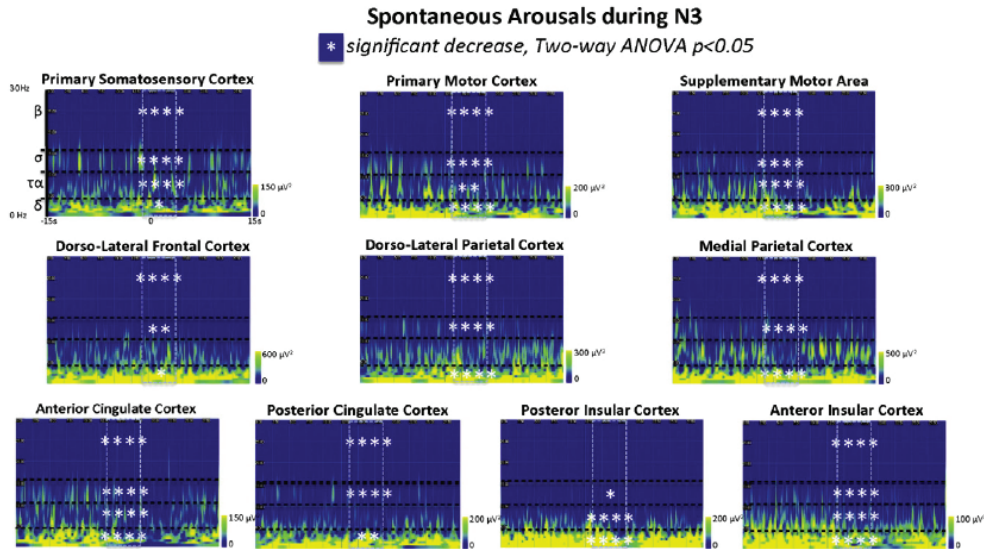 Spontaneous Arousals during N3
* significant decrease, Two-way ANOVA p<0.05
Primary Somatosensory Cortex
Primary Motor Cortex
Supplementary Motor Area
30Hz
β
* * * *
* * * *
* * * *
σ
* * * *
* * * *
* * * *
τα
* * * *
* *
* * * *
δ
*
* * * *
* * * *
0 Hz
-15s
0
15s
150 µV²
0
200 µV²
0
300 µV²
0
Dorso-Lateral Frontal Cortex
Dorso-Lateral Parietal Cortex
Medial Parietal Cortex
* * * *
* * * *
* * * *
* *
* * * *
* * * *
*
* * * *
600 µV²
0
300 µV²
0
500 µV²
0
Anterior Cingulate Cortex
Posterior Cingulate Cortex
Posteror Insular Cortex
Anteror Insular Cortex
* * * *
* * * *
* * * *
* * * *
* * * *
*
* * * *
* * * *
* * * *
* * * *
* * * *
* *
* * * *
* * * *
150 µV²
0
200 µV²
0
200 µV²
0
100 µV²
0